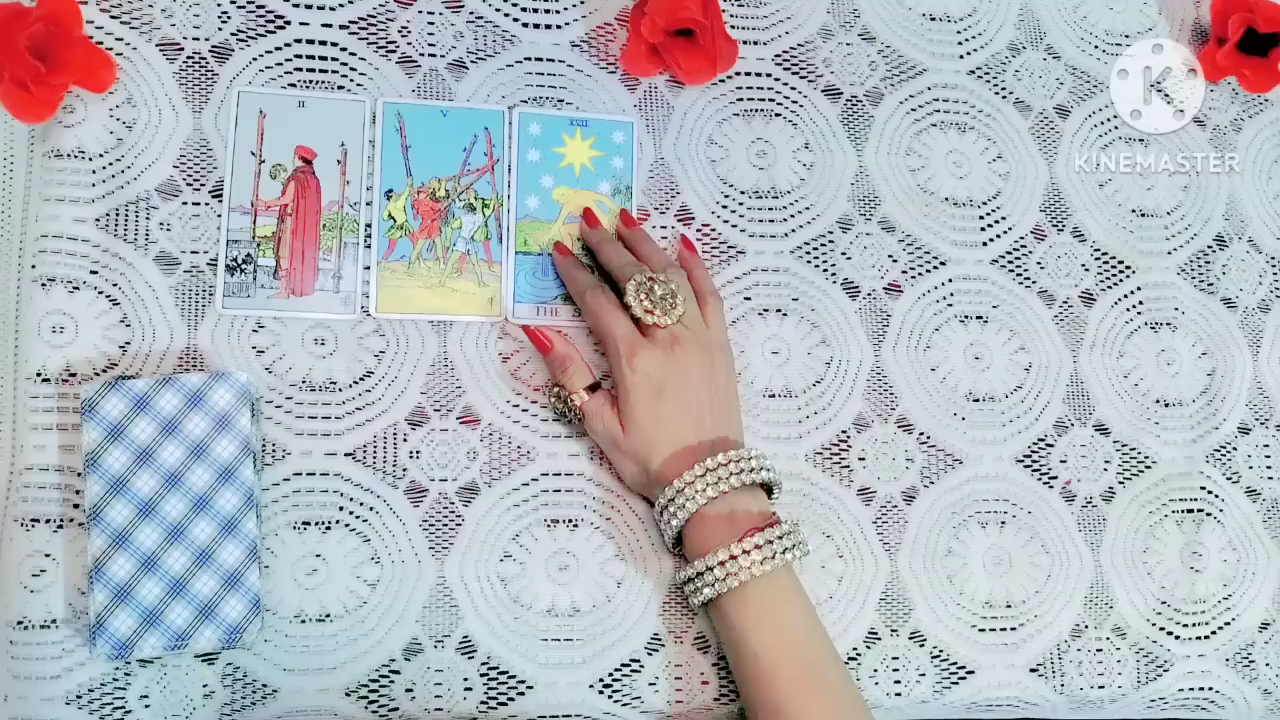 II
V
XVII
THE S
K
KINEMASTER